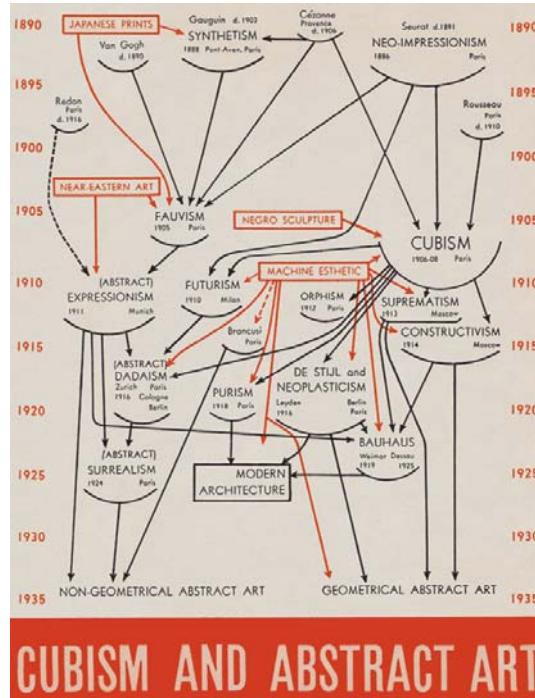 1890
JAPANESE PRINTS
Van Gogh
d. 1890
Gauguin d. 1903
SYNTHETISM
1888 Pont-Aven, Paris
Cézanne
Provence
d. 1906
Seurat d. 1891
NEO-IMPRESSIONISM
1886 Paris
1890
1895
Redon
Paris
d. 1916
Rousseau
Paris
d. 1910
1895
1900
1900
NEAR-EASTERN ART
1905
FAUVISM
1905 Paris
NEGRO SCULPTURE
CUBISM
1906-08 Paris
1905
1910
(ABSTRACT)
EXPRESSIONISM
1911 Munich
FUTURISM
1910 Milan
MACHINE ESTHETIC
ORPHISM
1912 Paris
SUPREMATISM
1913 Moscow
1910
Brancusi
Paris
CONSTRUCTIVISM
1914 Moscow
1915
(ABSTRACT)
DADAISM
Zurich Paris
1916 Cologne
Berlin
PURISM
1918 Paris
DE STIJL and
NEOPLASTICISM
Leyden Berlin
1916 Paris
1915
1920
BAUHAUS
Weimar Dessau
1919 1925
1920
1925
(ABSTRACT)
SURREALISM
1924 Paris
MODERN
ARCHITECTURE
1925
1930
1930
1935
NON-GEOMETRICAL ABSTRACT ART
GEOMETRICAL ABSTRACT ART
1935
CUBISM AND ABSTRACT ART